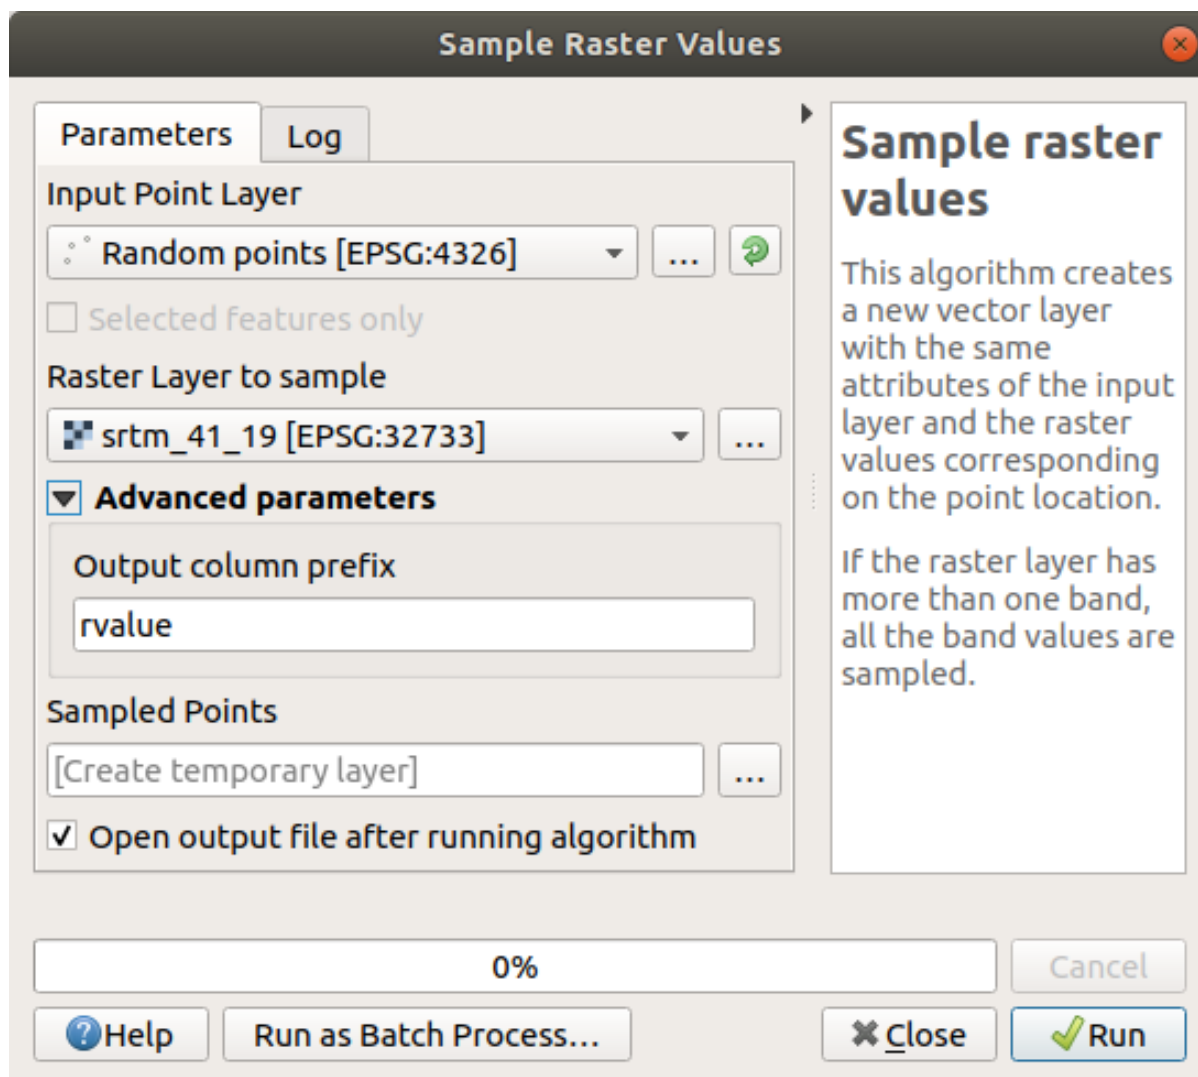 Sample Raster Values
Parameters
Log
Input Point Layer
Random points [EPSG:4326]
...
Selected features only
Raster Layer to sample
srtm_41_19 [EPSG:32733]
...
Advanced parameters
Output column prefix
rvalue
Sampled Points
[Create temporary layer]
...
Open output file after running algorithm
Sample raster
values
This algorithm creates
a new vector layer
with the same
attributes of the input
layer and the raster
values corresponding
on the point location.
If the raster layer has
more than one band,
all the band values are
sampled.
0%
Cancel
Help
Run as Batch Process...
Close
Run